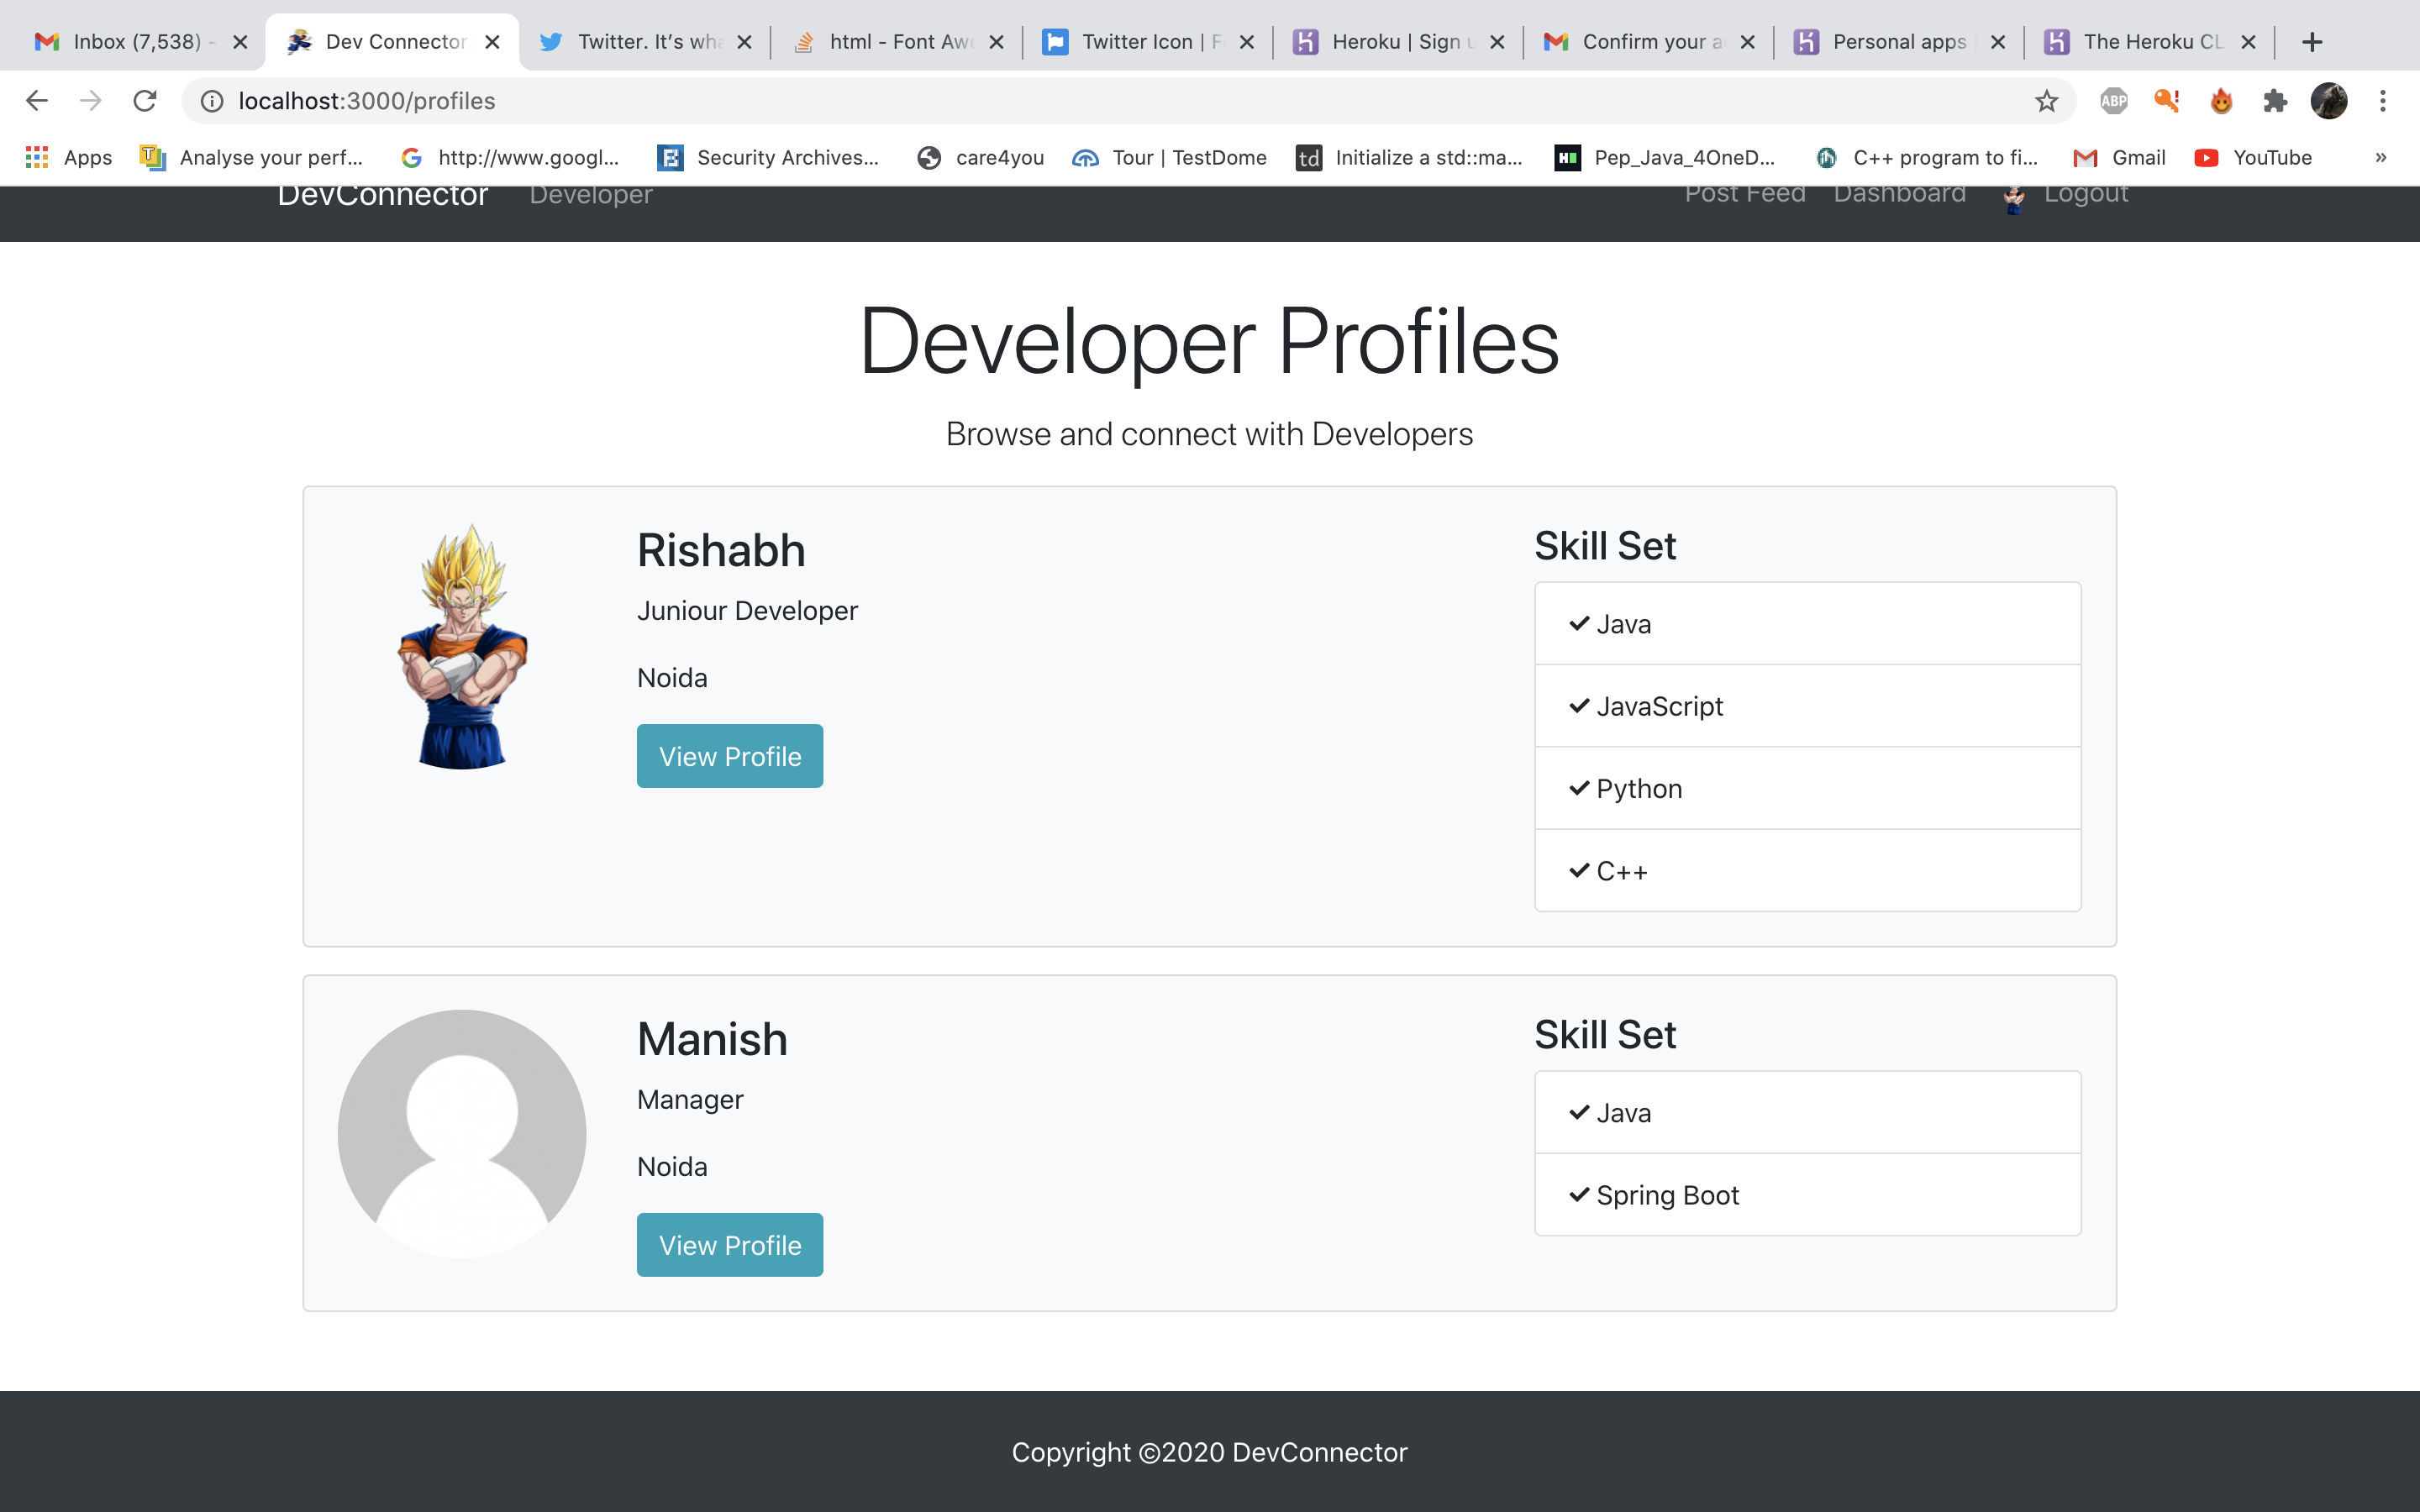 Inbox (7,538) -
Dev Connector
Twitter. It's wha
html - Font Awe
Twitter Icon | F
Heroku | Sign u
Confirm your a
Personal apps
The Heroku CL
localhost:3000/profiles
ABP
Apps
Analyse your perf...
http://www.googl...
Security Archives...
care4you
Tour | TestDome
td
Initialize a std::ma...
Pep_Java_4OneD...
C++ program to fi...
Gmail
YouTube
»
DevConnector Developer Post Feed Dashboard Logout
Developer Profiles
Browse and connect with Developers
Rishabh
Juniour Developer
Noida
View Profile
Skill Set
Java
JavaScript
Python
C++
Manish
Manager
Noida
View Profile
Skill Set
Java
Spring Boot
Copyright ©2020 DevConnector